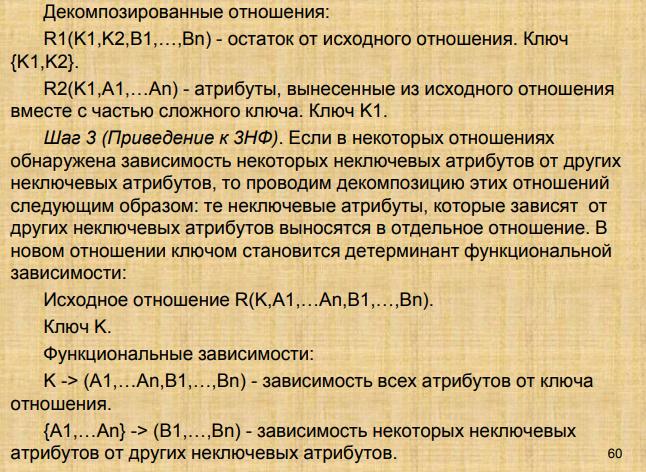 Декомпозированные отношения:
R1(K1,K2,B1,…,Bn) - остаток от исходного отношения. Ключ
{K1,K2}.
R2(K1,A1,…An) - атрибуты, вынесенные из исходного отношения
вместе с частью сложного ключа. Ключ K1.
Шаг 3 (Приведение к 3НФ). Если в некоторых отношениях
обнаружена зависимость некоторых неключевых атрибутов от других
неключевых атрибутов, то проводим декомпозицию этих отношений
следующим образом: те неключевые атрибуты, которые зависят от
других неключевых атрибутов выносятся в отдельное отношение. В
новом отношении ключом становится детерминант функциональной
зависимости:
Исходное отношение R(K,A1,…An,B1,…,Bn).
Ключ K.
Функциональные зависимости:
K -> (A1,…An,B1,…,Bn) - зависимость всех атрибутов от ключа
отношения.
{A1,…An} -> (B1,…,Bn) - зависимость некоторых неключевых
атрибутов от других неключевых атрибутов.
60